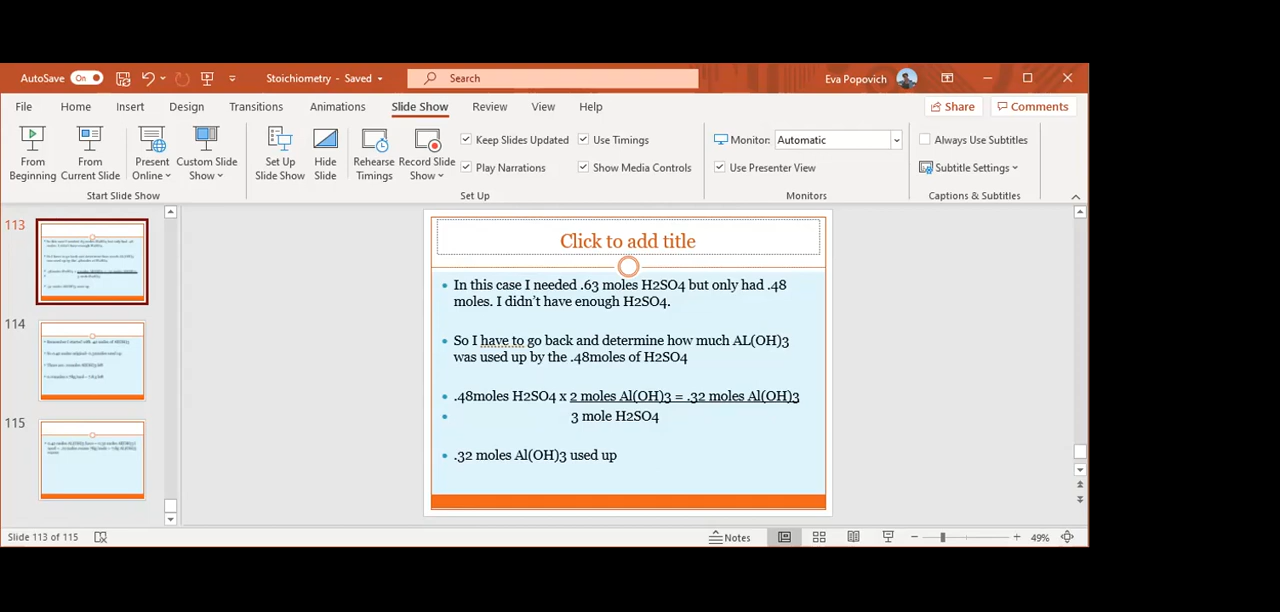 AutoSave On Stoichiometry - Saved Search Eva Popovich
File Home Insert Design Transitions Animations Slide Show Review View Help Share Comments
From Beginning
From Current Slide
Present Online
Custom Slide Show
Start Slide Show
Set Up Slide Show
Hide Slide
Rehearse Timings
Record Slide Show
Keep Slides Updated
Play Narrations
Use Timings
Show Media Controls
Set Up
Monitor: Automatic
Use Presenter View
Monitors
Always Use Subtitles
Subtitle Settings
Captions & Subtitles
113
114
115
Click to add title
In this case I needed .63 moles H2SO4 but only had .48
moles. I didn't have enough H2SO4.
So I have to go back and determine how much AL(OH)3
was used up by the .48moles of H2SO4
.48moles H2SO4 x 2 moles Al(OH)3 = .32 moles Al(OH)3
3 mole H2SO4
.32 moles Al(OH)3 used up
Slide 113 of 115 Notes 49%